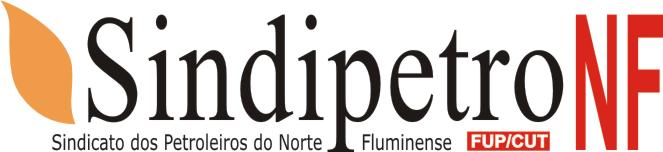 Sindipetro NF
Sindicato dos Petroleiros do Norte Fluminense FUP/CUT